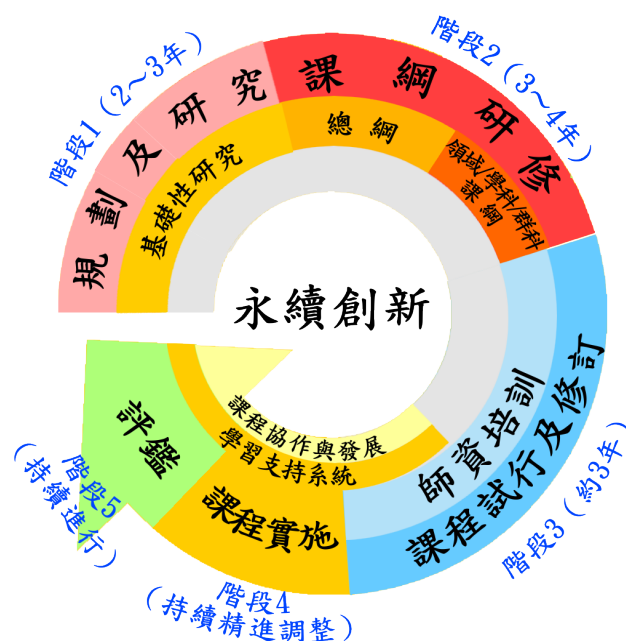 階段1（2～3年）
規劃及研究
基礎性研究
階段2（3～4年）
課綱研修
總綱
領域/學科/群科
課綱
永續創新
階段3（約3年）
課程試行及修訂
師資培訓
階段4
（持續精進調整）
課程實施
學習支持系統
課程協作與發展
階段5
（持續進行）
評鑑